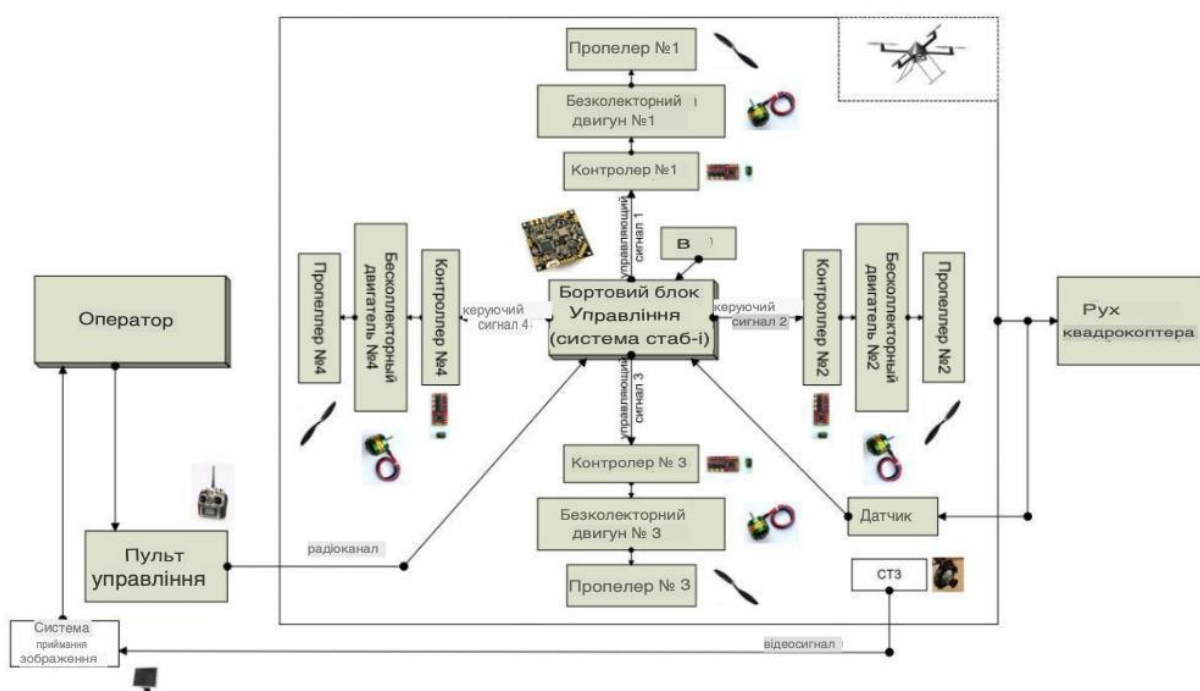 Пропелер №1
Безколекторний
двигун №1
Контролер №1
управляющий
сигнал 1
В
Пропеллер №4
Бесколлекторный
двигатель №4
Контроллер №4
керуючий
сигнал 4
Бортовий блок
Управління
(система стаб-і)
керуючий
сигнал 2
Контроллер №2
Бесколлекторный
двигатель №2
Пропеллер №2
Оператор
Рух
квадрокоптера
управляющий
сигнал 3
Контролер № 3
Безколекторний
двигун № 3
Пропелер № 3
Датчик
СТЗ
Пульт
управління
радіоканал
Система
приймання
зображення
відеосигнал